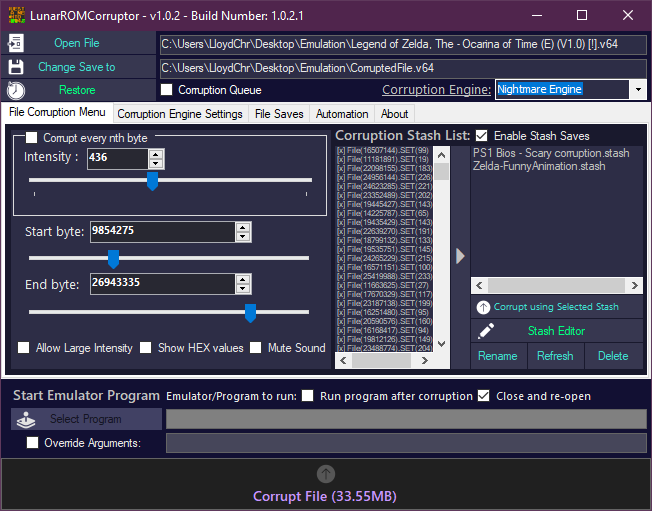 LunarROMCorruptor - v1.0.2 - Build Number: 1.0.2.1
Open File
C:\Users\LloydChr\Desktop\Emulation\Legend of Zelda, The - Ocarina of Time (E) (V1.0) [!].v64
Change Save to
C:\Users\LloydChr\Desktop\Emulation\CorruptedFile.v64
Restore
Corruption Queue
Corruption Engine:
Nightmare Engine
File Corruption Menu
Corruption Engine Settings
File Saves
Automation
About
Corrupt every nth byte
Intensity :
436
Start byte:
9854275
End byte:
26943335
Allow Large Intensity
Show HEX values
Mute Sound
Corruption Stash List:
Enable Stash Saves
[x] File(16507144).SET(99)
[x] File(11181891).SET(19)
[x] File(22098155).SET(183)
[x] File(24956144).SET(226)
[x] File(24623285).SET(221)
[x] File(23352489).SET(202)
[x] File(19445427).SET(143)
[x] File(14225787).SET(65)
[x] File(19435429).SET(143)
[x] File(22639270).SET(191)
[x] File(18799132).SET(133)
[x] File(19535751).SET(145)
[x] File(24265229).SET(215)
[x] File(16571151).SET(100)
[x] File(25419988).SET(233)
[x] File(11663625).SET(27)
[x] File(17670329).SET(117)
[x] File(23187138).SET(199)
[x] File(16251480).SET(95)
[x] File(20590576).SET(160)
[x] File(16168417).SET(94)
[x] File(19812126).SET(149)
[x] File(23488774).SET(204)
PS1 Bios - Scary corruption.stash
Zelda-FunnyAnimation.stash
Corrupt using Selected Stash
Stash Editor
Rename
Refresh
Delete
Start Emulator Program
Emulator/Program to run:
Run program after corruption
Close and re-open
Select Program
Override Arguments:
Corrupt File (33.55MB)